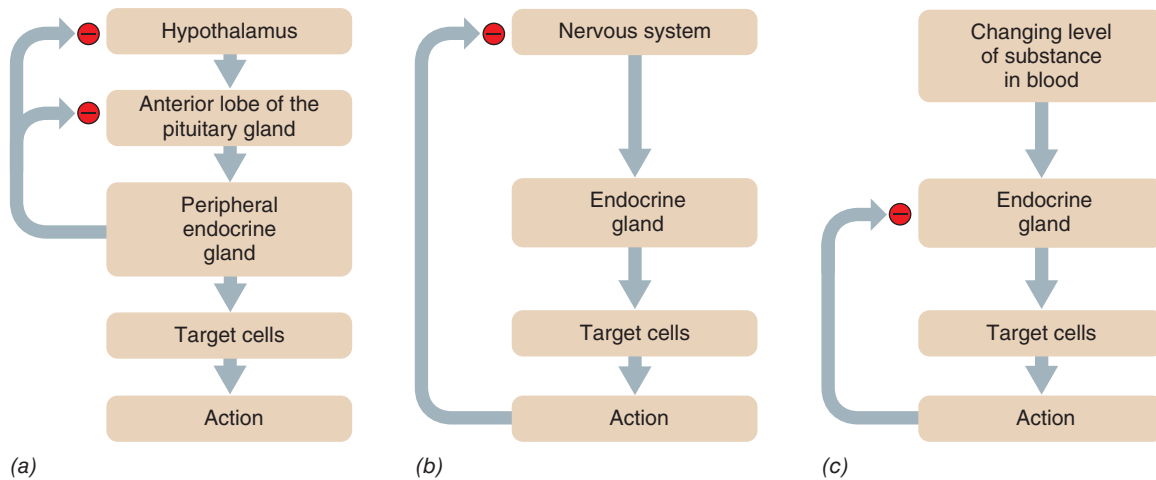 Hypothalamus
Anterior lobe of the
pituitary gland
Peripheral
endocrine
gland
Target cells
Action
(a)
Nervous system
Endocrine
gland
Target cells
Action
(b)
Changing level
of substance
in blood
Endocrine
gland
Target cells
Action
(c)